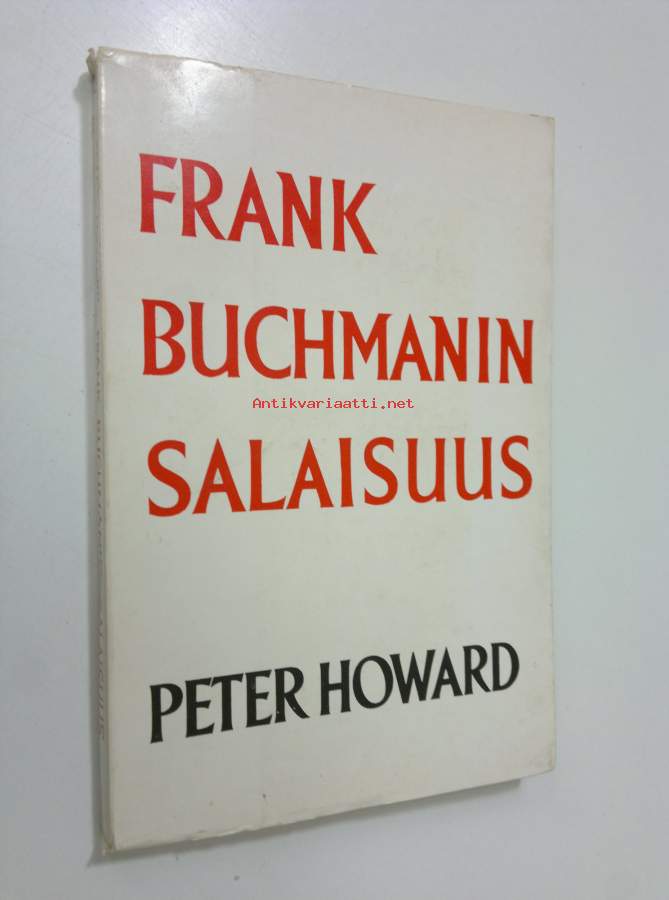 FRANK
BUCHMANIN
Antikvariaatti.net
SALAISUUS
PETER HOWARD